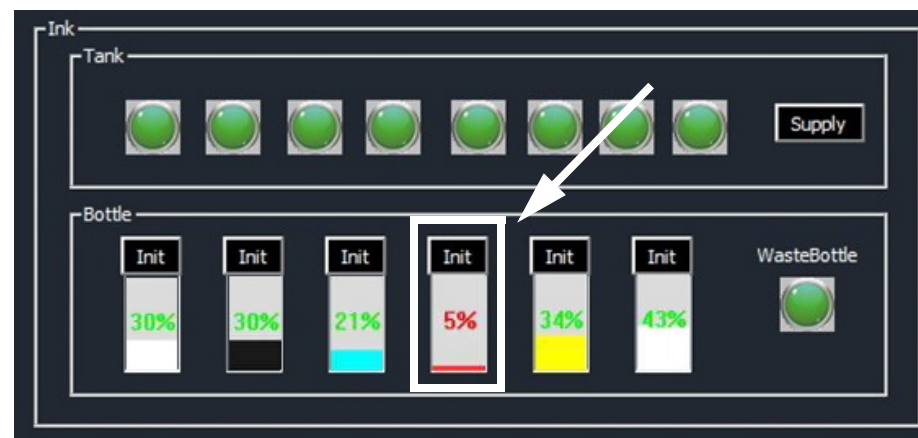 Ink
Tank
Supply
Bottle
Init Init Init Init Init Init WasteBottle
30% 30% 21% 5% 34% 43%